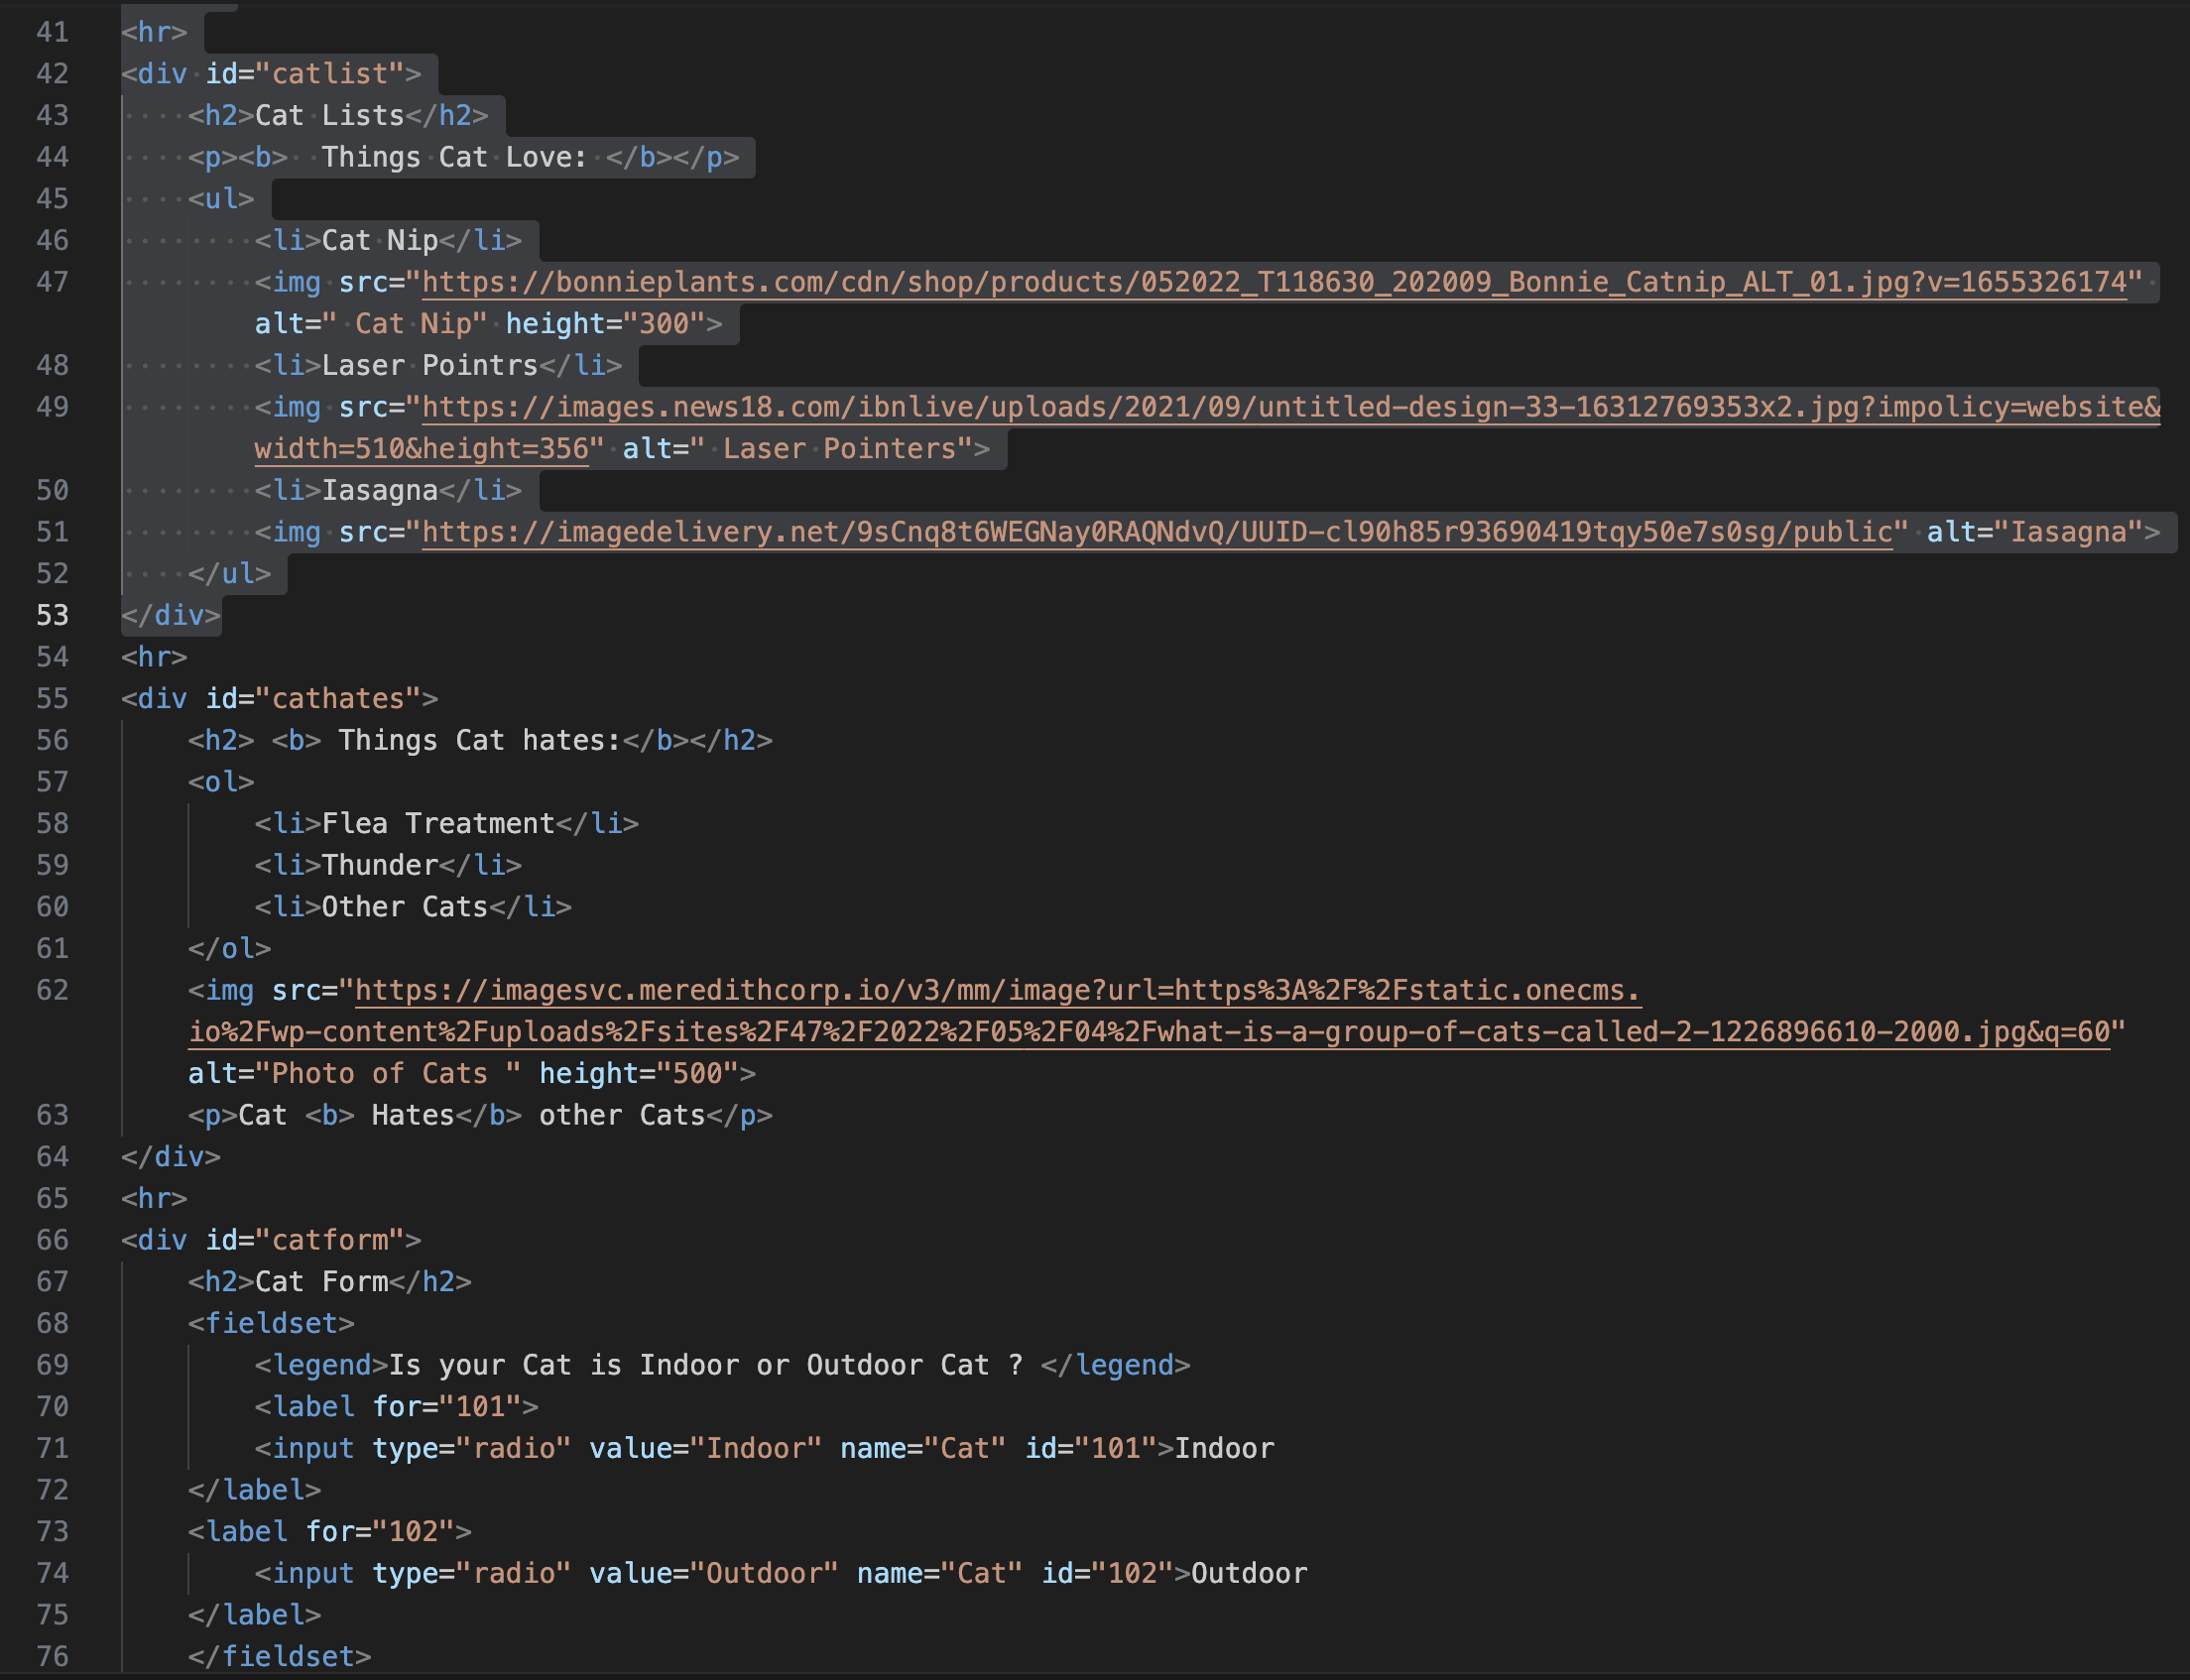 41 <hr>
42 <div id="catlist">
43     <h2>Cat Lists</h2>
44     <p><b>  Things Cat Love: </b></p>
45     <ul>
46         <li>Cat Nip</li>
47         <img src="https://bonnieplants.com/cdn/shop/products/052022_T118630_202009_Bonnie_Catnip_ALT_01.jpg?v=1655326174"
        alt=" Cat Nip" height="300">
48         <li>Laser Pointrs</li>
49         <img src="https://images.news18.com/ibnlive/uploads/2021/09/untitled-design-33-16312769353x2.jpg?impolicy=website&
        width=510&height=356" alt=" Laser Pointers">
50         <li>Iasagna</li>
51         <img src="https://imagedelivery.net/9sCnq8t6WEGNay0RAQNdvQ/UUID-cl90h85r93690419tqy50e7s0sg/public" alt="Iasagna">
52     </ul>
53 </div>
54 <hr>
55 <div id="cathates">
56     <h2> <b> Things Cat hates:</b></h2>
57     <ol>
58         <li>Flea Treatment</li>
59         <li>Thunder</li>
60         <li>Other Cats</li>
61     </ol>
62     <img src="https://imagesvc.meredithcorp.io/v3/mm/image?url=https%3A%2F%2Fstatic.onecms.
    io%2Fwp-content%2Fuploads%2Fsites%2F47%2F2022%2F05%2F04%2Fwhat-is-a-group-of-cats-called-2-1226896610-2000.jpg&q=60"
    alt="Photo of Cats " height="500">
63     <p>Cat <b> Hates</b> other Cats</p>
64 </div>
65 <hr>
66 <div id="catform">
67     <h2>Cat Form</h2>
68     <fieldset>
69         <legend>Is your Cat is Indoor or Outdoor Cat ? </legend>
70         <label for="101">
71         <input type="radio" value="Indoor" name="Cat" id="101">Indoor
72     </label>
73     <label for="102">
74         <input type="radio" value="Outdoor" name="Cat" id="102">Outdoor
75     </label>
76     </fieldset>